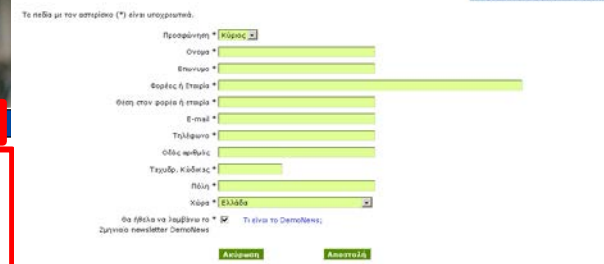 Τα πεδία με τον αστερίσκο (*) είναι υποχρεωτικά.
Προσφώνηση * Κύριος
Όνομα *
Επώνυμο *
Φορέας ή Εταιρία *
Θέση στον φορέα ή εταιρία *
E-mail *
Τηλέφωνο *
Οδός αριθμός
Ταχυδρ. Κώδικας *
Πόλη *
Χώρα * Ελλάδα
Θα ήθελα να λαμβάνω το * Τι είναι το DemoNews;
2μηνιαίο newsletter DemoNews
Ακύρωση Αποστολή